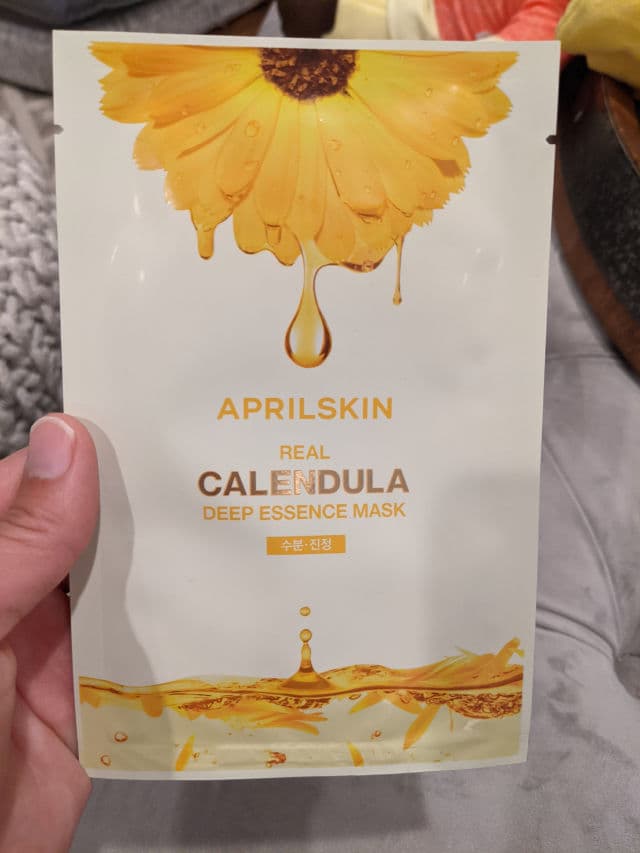 APRILSKIN
REAL
CALENDULA
DEEP ESSENCE MASK
수분·진정